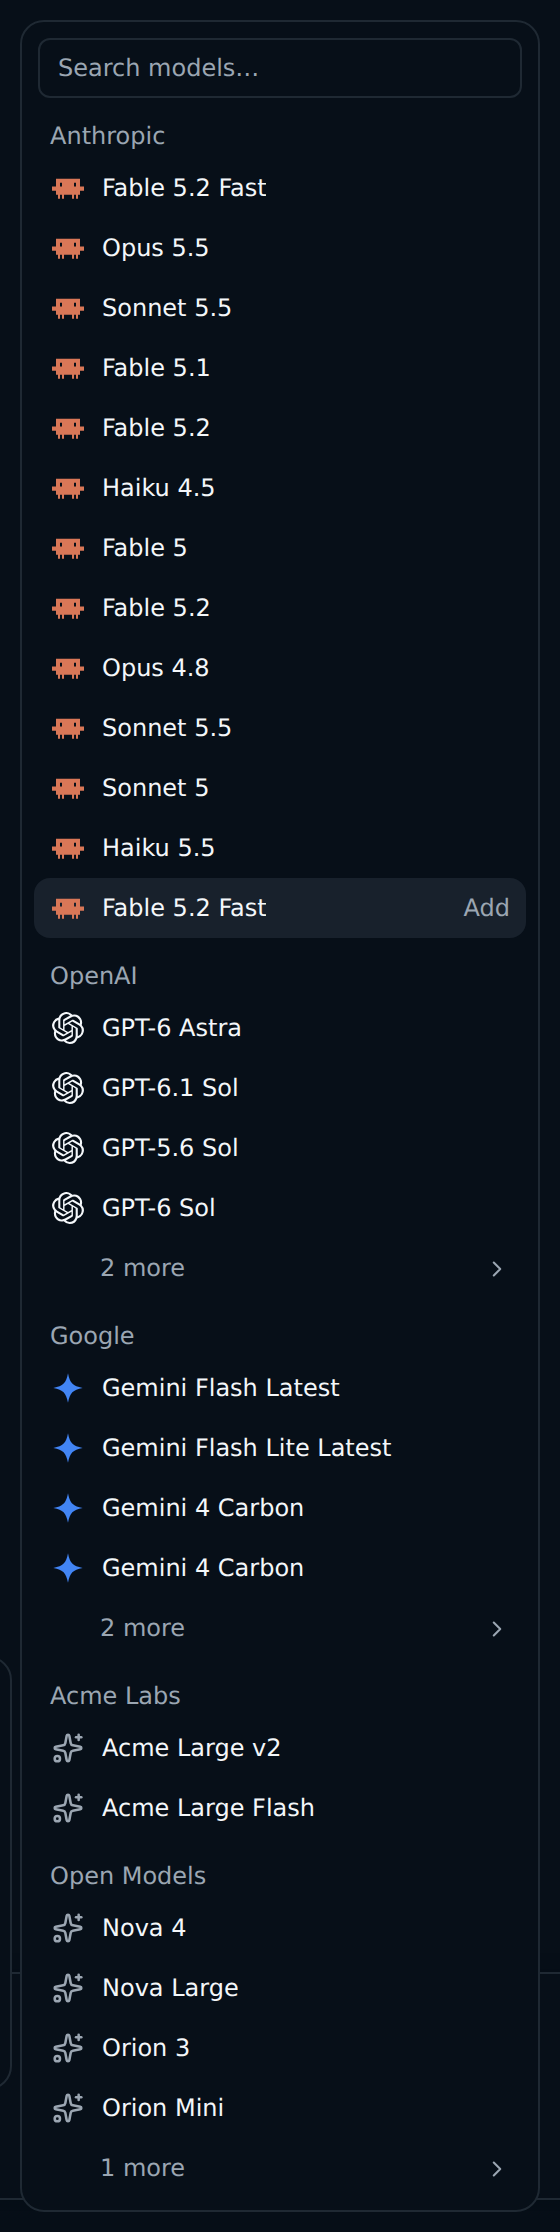 Search models...
Anthropic
Fable 5.2 Fast
Opus 5.5
Sonnet 5.5
Fable 5.1
Fable 5.2
Haiku 4.5
Fable 5
Fable 5.2
Opus 4.8
Sonnet 5.5
Sonnet 5
Haiku 5.5
Fable 5.2 Fast Add
OpenAI
GPT-6 Astra
GPT-6.1 Sol
GPT-5.6 Sol
GPT-6 Sol
2 more
Google
Gemini Flash Latest
Gemini Flash Lite Latest
Gemini 4 Carbon
Gemini 4 Carbon
2 more
Acme Labs
Acme Large v2
Acme Large Flash
Open Models
Nova 4
Nova Large
Orion 3
Orion Mini
1 more